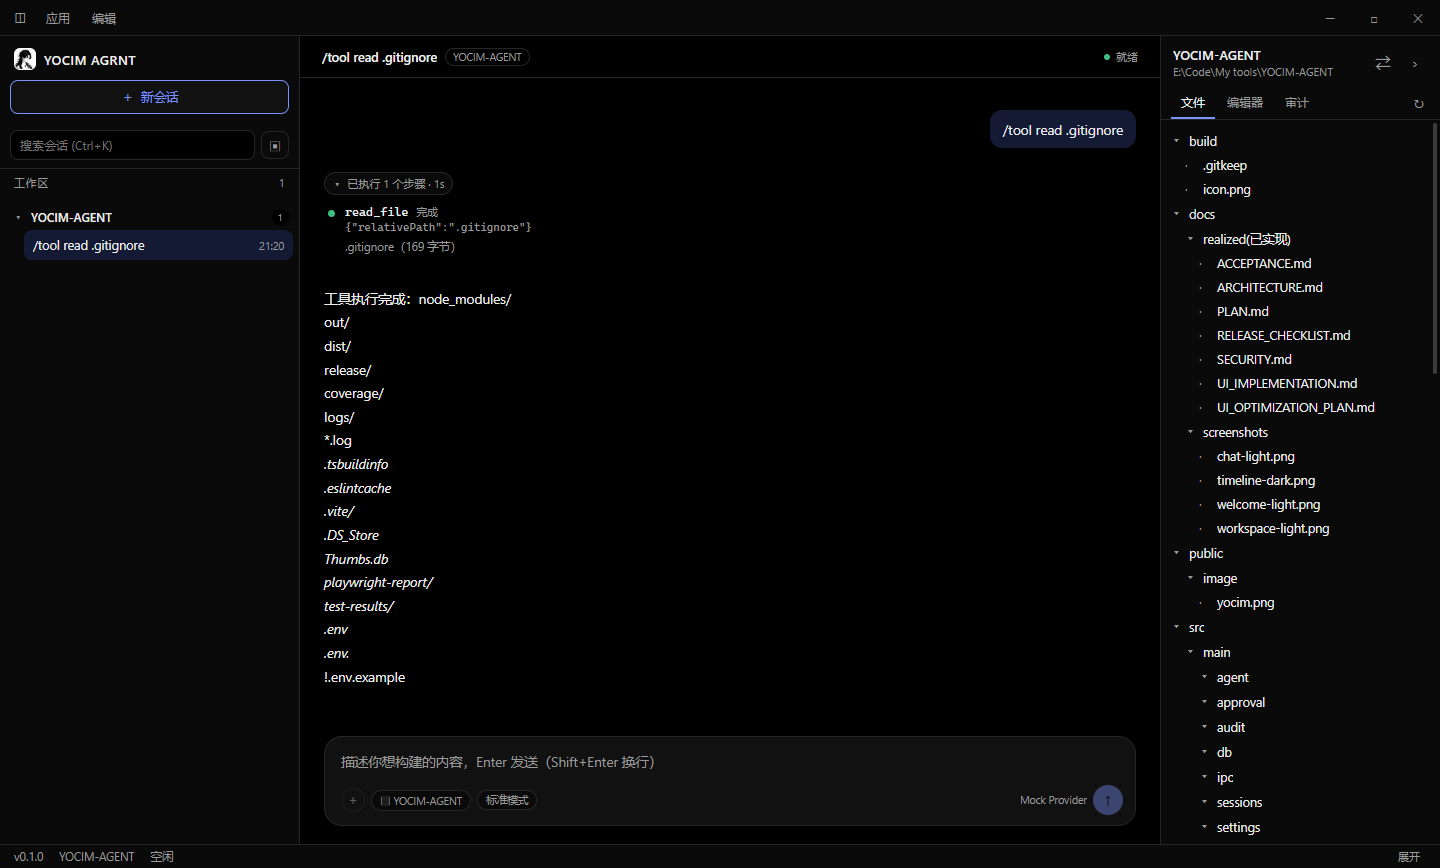 应用 编辑
YOCIM AGRNT
+ 新会话
搜索会话 (Ctrl+K)
工作区 1
YOCIM-AGENT 1
/tool read .gitignore 21:20
/tool read .gitignore YOCIM-AGENT 就绪
/tool read .gitignore
已执行 1 个步骤 · 1s
read_file 完成
{"relativePath":".gitignore"}
.gitignore（169 字节）
工具执行完成：node_modules/
out/
dist/
release/
coverage/
logs/
*.log
.tsbuildinfo
.eslintcache
.vite/
.DS_Store
Thumbs.db
playwright-report/
test-results/
.env
.env.
!.env.example
描述你想构建的内容，Enter 发送（Shift+Enter 换行）
+ YOCIM-AGENT 标准模式 Mock Provider ↑
YOCIM-AGENT
E:\Code\My tools\YOCIM-AGENT
文件 编辑器 审计
build
.gitkeep
icon.png
docs
realized(已实现)
ACCEPTANCE.md
ARCHITECTURE.md
PLAN.md
RELEASE_CHECKLIST.md
SECURITY.md
UI_IMPLEMENTATION.md
UI_OPTIMIZATION_PLAN.md
screenshots
chat-light.png
timeline-dark.png
welcome-light.png
workspace-light.png
public
image
yocim.png
src
main
agent
approval
audit
db
ipc
sessions
settings
v0.1.0 YOCIM-AGENT 空闲 展开